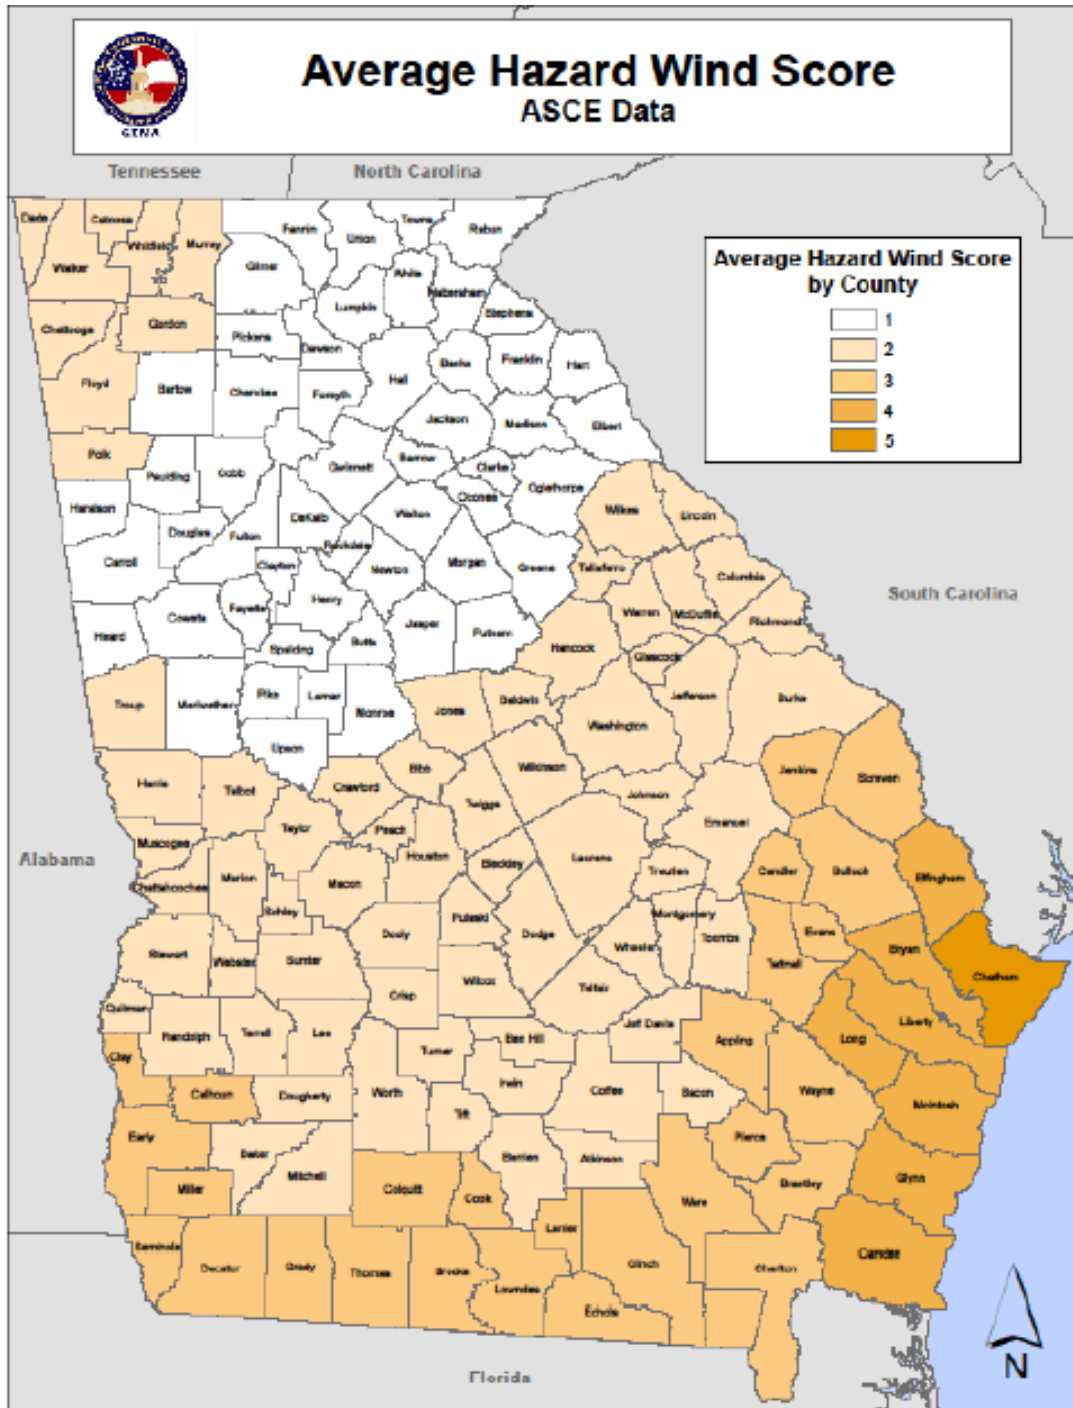 Average Hazard Wind Score
ASCE Data
GEMA
Tennessee
North Carolina
Dade
Catoosa
Whitfield
Murray
Fannin
Union
Towns
Rabun
Walker
Gilmer
White
Habersham
Lumpkin
Stephens
Chattooga
Gordon
Pickens
Dawson
Banks
Franklin
Hart
Floyd
Bartow
Cherokee
Forsyth
Hall
Jackson
Madison
Elbert
Polk
Paulding
Cobb
Gwinnett
Barrow
Clarke
Oconee
Oglethorpe
Haralson
Douglas
Fulton
DeKalb
Rockdale
Walton
Wilkes
Lincoln
Carroll
Clayton
Newton
Morgan
Greene
Taliaferro
Columbia
Heard
Coweta
Fayette
Henry
Spalding
Butts
Jasper
Putnam
Hancock
Warren
McDuffie
Richmond
Glascock
Troup
Meriwether
Pike
Lamar
Monroe
Jones
Baldwin
Washington
Jefferson
Burke
Upson
Harris
Talbot
Crawford
Bibb
Wilkinson
Twiggs
Johnson
Jenkins
Screven
Emanuel
Taylor
Peach
Houston
Bleckley
Laurens
Treutlen
Candler
Bulloch
Effingham
Muscogee
Chattahoochee
Marion
Macon
Schley
Pulaski
Dooly
Dodge
Montgomery
Wheeler
Toombs
Evans
Tattnall
Bryan
Chatham
Stewart
Webster
Sumter
Crisp
Wilcox
Telfair
Quitman
Randolph
Terrell
Lee
Turner
Ben Hill
Jeff Davis
Appling
Long
Liberty
Clay
Calhoun
Dougherty
Worth
Irwin
Tift
Coffee
Bacon
Wayne
McIntosh
Early
Baker
Mitchell
Berrien
Atkinson
Pierce
Brantley
Glynn
Miller
Colquitt
Cook
Lanier
Ware
Camden
Seminole
Decatur
Grady
Thomas
Brooks
Lowndes
Echols
Clinch
Charlton
Average Hazard Wind Score
by County
1
2
3
4
5
South Carolina
Alabama
Florida
N